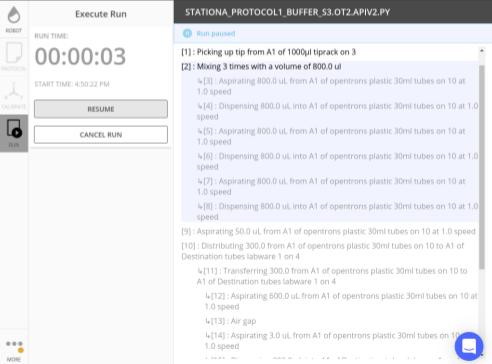 Execute Run
STATIONA_PROTOCOL1_BUFFER_S3.OT2.APIV2.PY
ROBOT
RUN TIME:
00:00:03
START TIME: 4:50:22 PM
RESUME
CANCEL RUN
PROTOCOL
CALIBRATE
RUN
MORE
Run paused
[1] : Picking up tip from A1 of 1000µl tiprack on 3
[2] : Mixing 3 times with a volume of 800.0 ul
↳[3] : Aspirating 800.0 uL from A1 of opentrons plastic 30ml tubes on 10 at
1.0 speed
↳[4] : Dispensing 800.0 uL into A1 of opentrons plastic 30ml tubes on 10 at 1.0
speed
↳[5] : Aspirating 800.0 uL from A1 of opentrons plastic 30ml tubes on 10 at
1.0 speed
↳[6] : Dispensing 800.0 uL into A1 of opentrons plastic 30ml tubes on 10 at 1.0
speed
↳[7] : Aspirating 800.0 uL from A1 of opentrons plastic 30ml tubes on 10 at
1.0 speed
↳[8] : Dispensing 800.0 uL into A1 of opentrons plastic 30ml tubes on 10 at 1.0
speed
[9] : Aspirating 50.0 uL from A1 of opentrons plastic 30ml tubes on 10 at 1.0 speed
[10] : Distributing 300.0 from A1 of opentrons plastic 30ml tubes on 10 to A1 of
Destination tubes labware 1 on 4
↳[11] : Transferring 300.0 from A1 of opentrons plastic 30ml tubes on 10 to
A1 of Destination tubes labware 1 on 4
↳[12] : Aspirating 600.0 uL from A1 of opentrons plastic 30ml tubes on 10 at
1.0 speed
↳[13] : Air gap
↳[14] : Aspirating 3.0 uL from A1 of opentrons plastic 30ml tubes on 10 at
1.0 speed